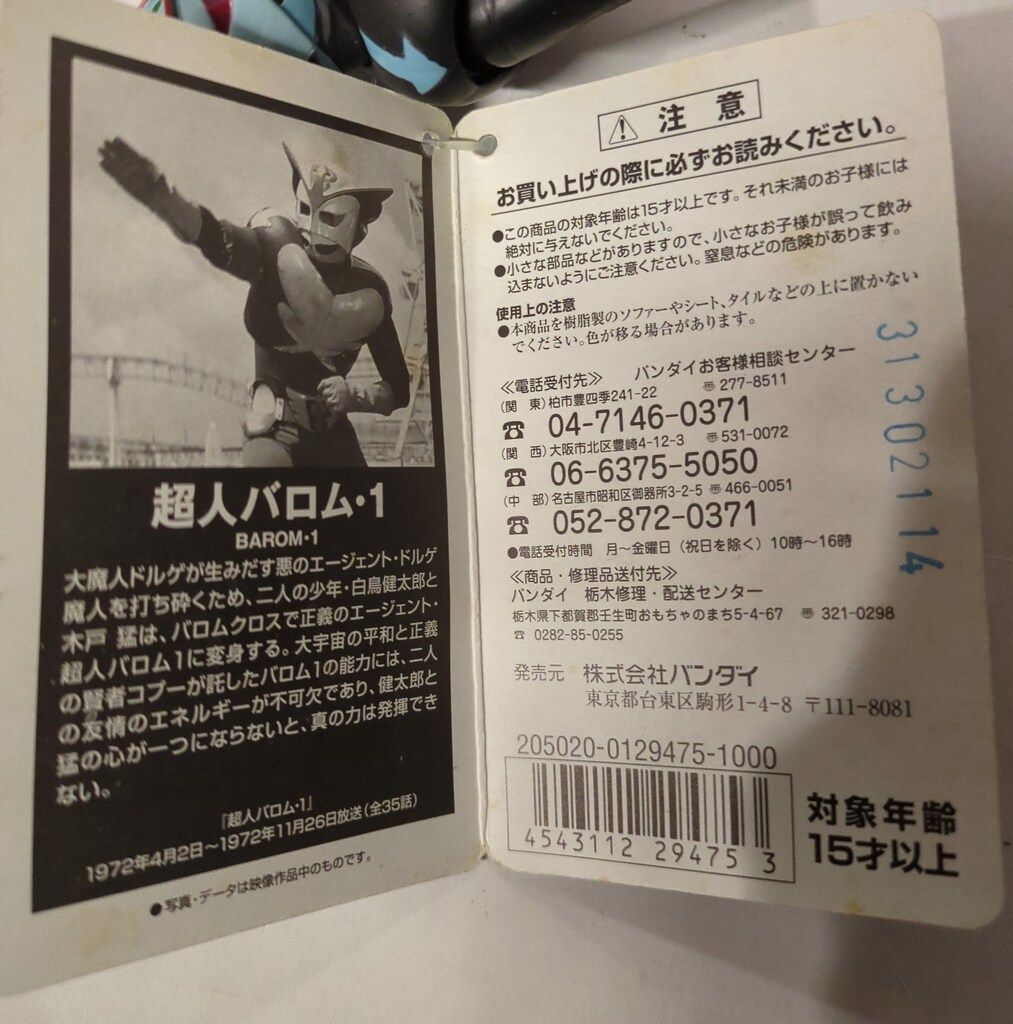 超人バロム・1
BAROM・1
大魔人ドルゲが生みだす悪のエージェント・ドルゲ
魔人を打ち砕くため、二人の少年・白鳥健太郎と
木戸 猛は、バロムクロスで正義のエージェント・
超人バロム1に変身する。大宇宙の平和と正義
の賢者コプーが託したバロム1の能力には、二人
の友情のエネルギーが不可欠であり、健太郎と
猛の心が一つにならないと、真の力は発揮でき
ない。
『超人バロム・1』
1972年4月2日〜1972年11月26日放送(全35話)
●写真・データは映像作品中のものです。
⚠ 注 意
お買い上げの際に必ずお読みください。
●この商品の対象年齢は15才以上です。それ未満のお子様には
絶対に与えないでください。
●小さな部品などがありますので、小さなお子様が誤って飲み
込まないようにご注意ください。窒息などの危険があります。
使用上の注意
●本商品を樹脂製のソファーやシート、タイルなどの上に置かない
でください。色が移る場合があります。
≪電話受付先≫ バンダイお客様相談センター
(関 東)柏市豊四季241-22 〠277-8511
☎ 04-7146-0371
(関 西)大阪市北区豊崎4-12-3 〠531-0072
☎ 06-6375-5050
(中 部)名古屋市昭和区御器所3-2-5 〠466-0051
☎ 052-872-0371
●電話受付時間 月〜金曜日(祝日を除く)10時〜16時
≪商品・修理品送付先≫
バンダイ 栃木修理・配送センター
栃木県下都賀郡壬生町おもちゃのまち5-4-67 〠321-0298
☎ 0282-85-0255
発売元 株式会社バンダイ
東京都台東区駒形1-4-8 〒111-8081
205020-0129475-1000
4543112 29475 3
対象年齢
15才以上
3130211 4